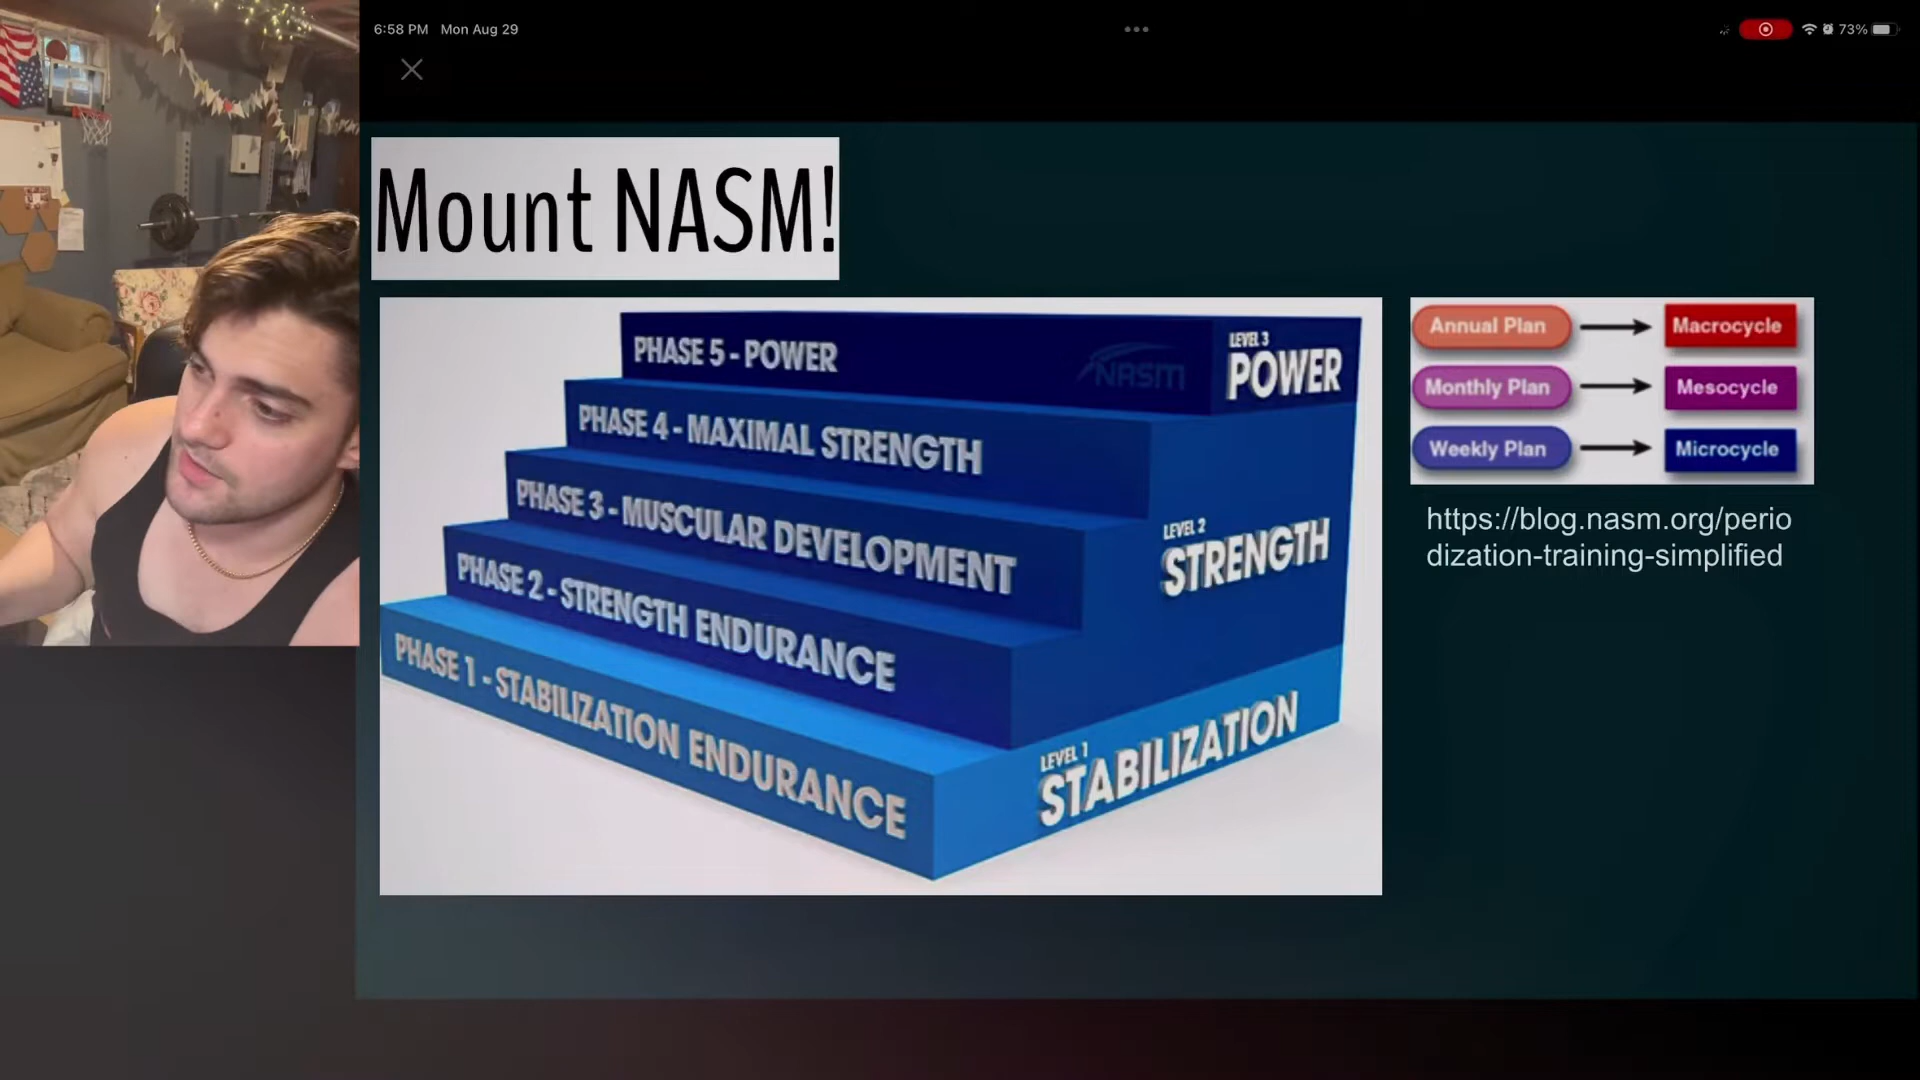 6:58 PM Mon Aug 29
73%
Mount NASM!
PHASE 5 - POWER
NASM
LEVEL 3
POWER
PHASE 4 - MAXIMAL STRENGTH
PHASE 3 - MUSCULAR DEVELOPMENT
LEVEL 2
STRENGTH
PHASE 2 - STRENGTH ENDURANCE
PHASE 1 - STABILIZATION ENDURANCE
LEVEL 1
STABILIZATION
Annual Plan Macrocycle
Monthly Plan Mesocycle
Weekly Plan Microcycle
https://blog.nasm.org/perio
dization-training-simplified